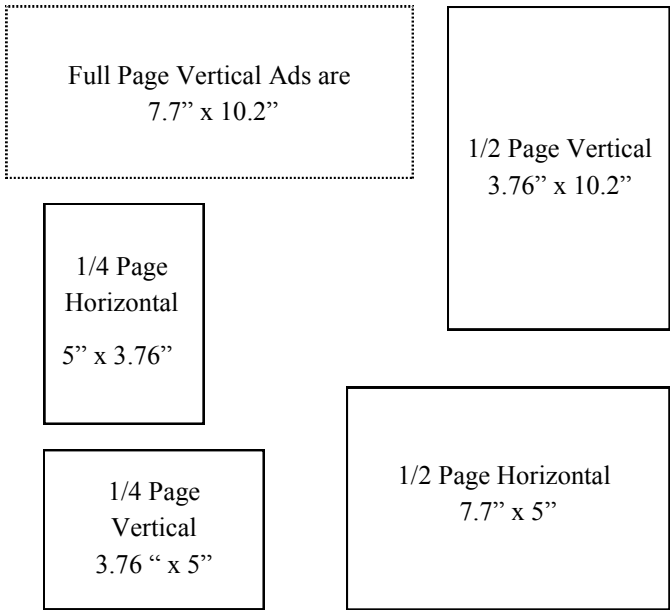 Full Page Vertical Ads are
7.7” x 10.2”
1/2 Page Vertical
3.76” x 10.2”
1/4 Page
Horizontal
5” x 3.76”
1/2 Page Horizontal
7.7” x 5”
1/4 Page
Vertical
3.76 “ x 5”